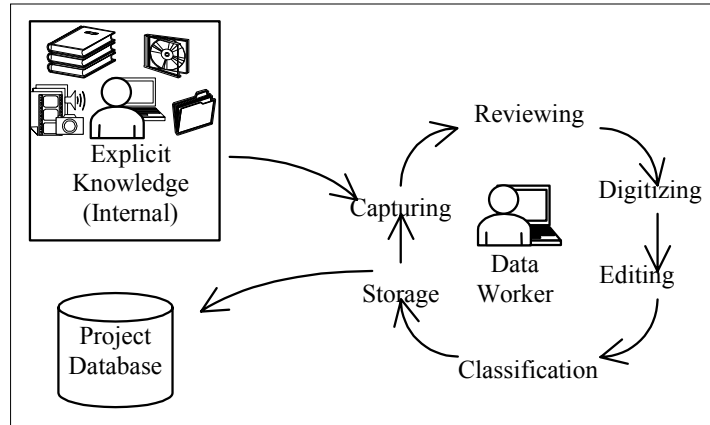 Explicit
Knowledge
(Internal)
Reviewing
Capturing
Digitizing
Data
Worker
Editing
Storage
Classification
Project
Database